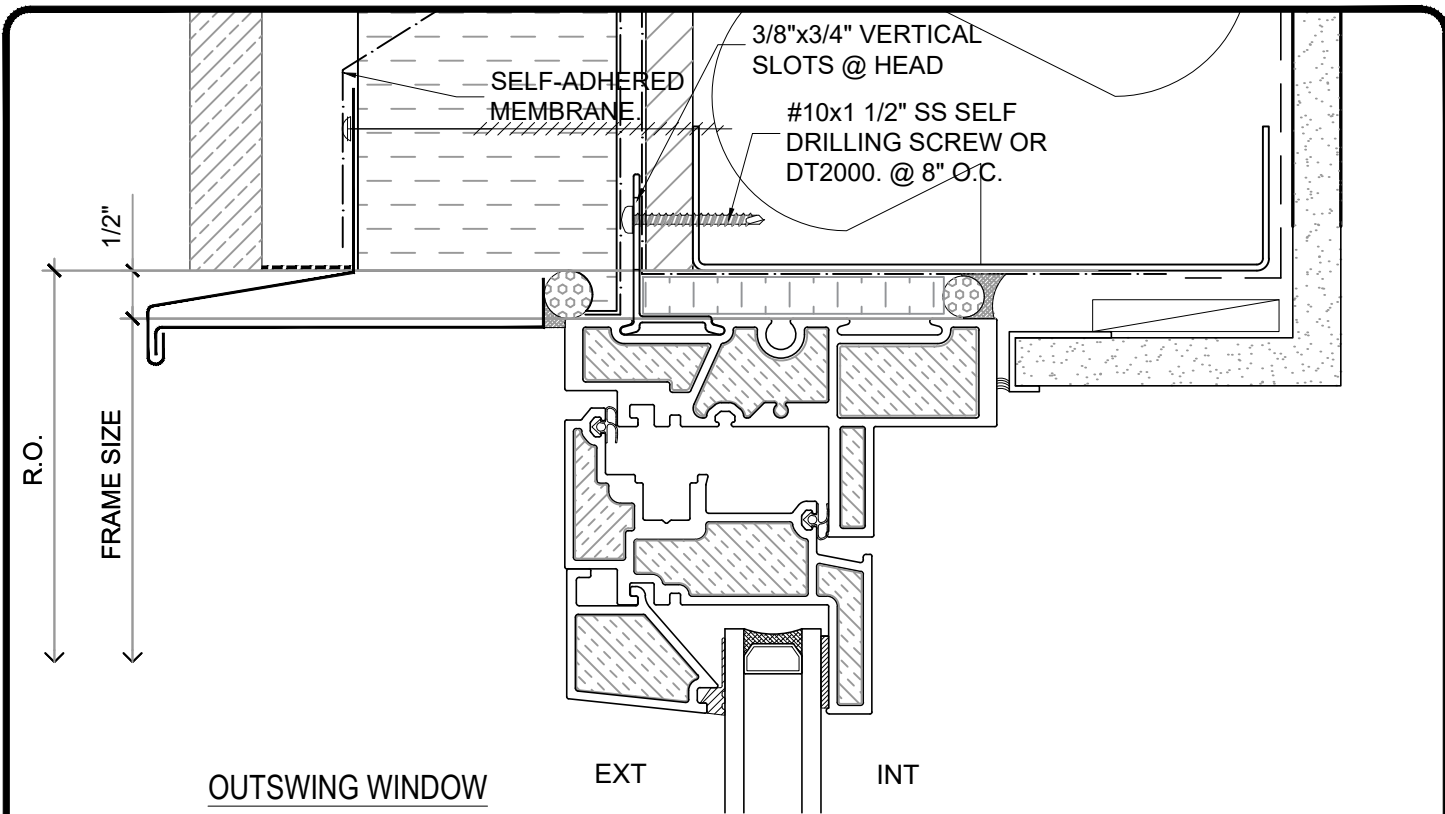 3/8"x3/4" VERTICAL
SLOTS @ HEAD
SELF-ADHERED
MEMBRANE.
#10x1 1/2" SS SELF
DRILLING SCREW OR
DT2000. @ 8" O.C.
1/2"
R.O.
FRAME SIZE
EXT
INT
OUTSWING WINDOW